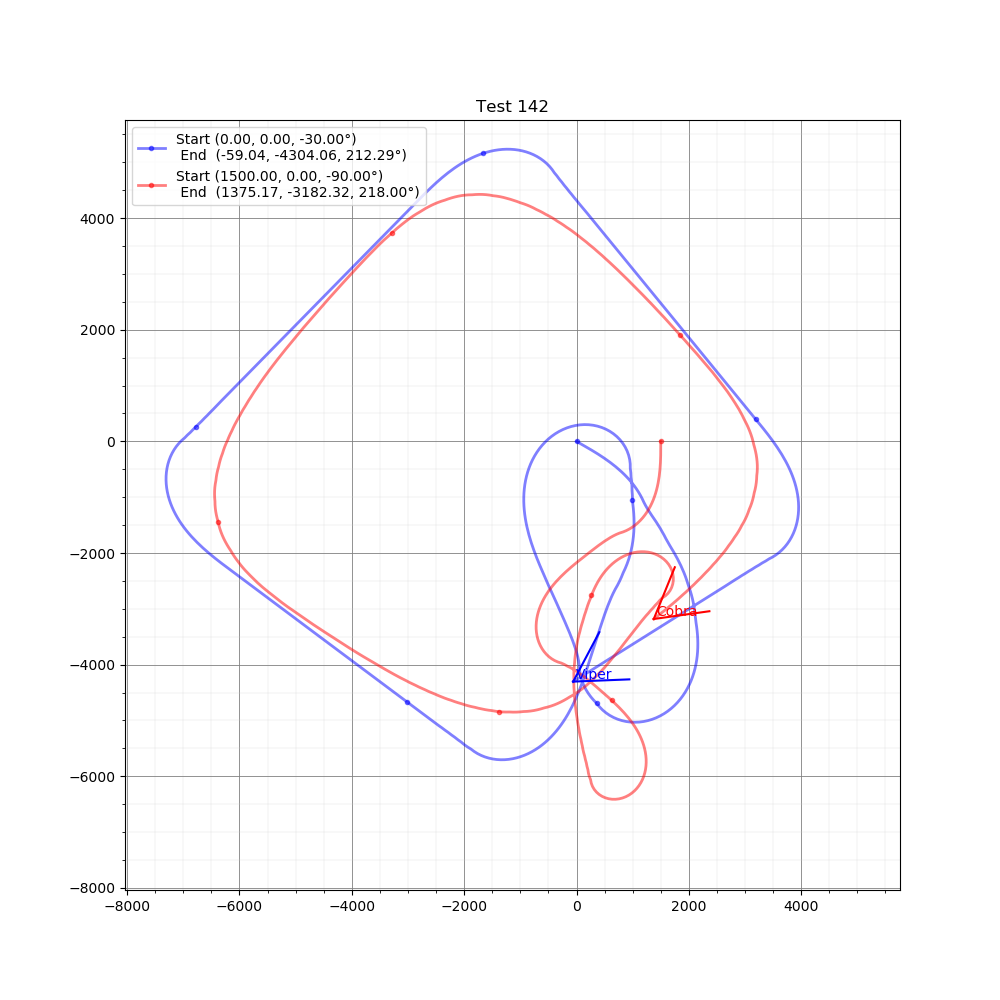 Test 142
Start (0.00, 0.00, -30.00°)
End (-59.04, -4304.06, 212.29°)
Start (1500.00, 0.00, -90.00°)
End (1375.17, -3182.32, 218.00°)
4000
2000
0
−2000
−4000
−6000
−8000
Cobra
Viper
−8000 −6000 −4000 −2000 0 2000 4000